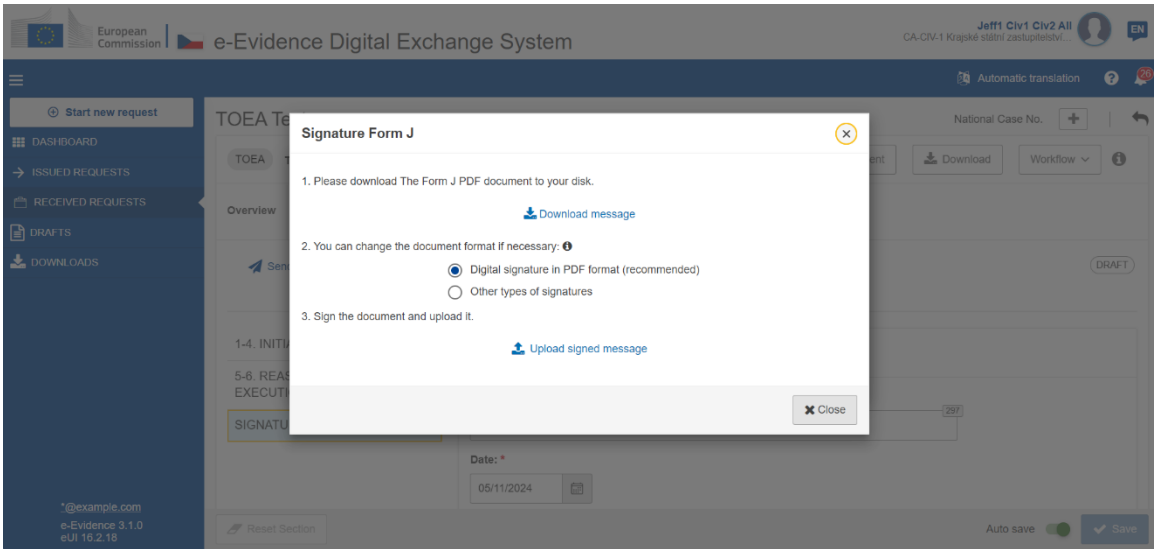 European
Commission
e-Evidence Digital Exchange System
Jeff1 Civ1 Civ2 All
CA-CIV-1 Krajské státní zastupitelství...
EN
Automatic translation
26
Start new request
DASHBOARD
ISSUED REQUESTS
RECEIVED REQUESTS
DRAFTS
DOWNLOADS
*@example.com
e-Evidence 3.1.0
eUI 16.2.18
TOEA Te
National Case No.
TOEA
ent
Download
Workflow
Overview
Sen
DRAFT
1-4. INITIA
5-8. REAS
EXECUTI
SIGNATU
Signature Form J
1. Please download The Form J PDF document to your disk.
Download message
2. You can change the document format if necessary:
Digital signature in PDF format (recommended)
Other types of signatures
3. Sign the document and upload it.
Upload signed message
Close
297
Date: *
05/11/2024
Reset Section
Auto save
Save